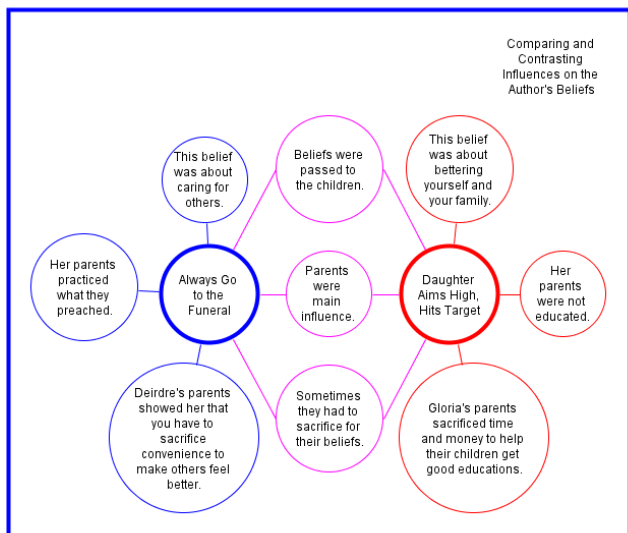 Comparing and
Contrasting
Influences on the
Author's Beliefs
This belief
was about
caring for
others.
Beliefs were
passed to
the children.
This belief
was about
bettering
yourself and
your family.
Her parents
practiced
what they
preached.
Always Go
to the
Funeral
Parents
were
main
influence.
Daughter
Aims High,
Hits Target
Her
parents
were not
educated.
Deirdre's parents
showed her that
you have to
sacrifice
convenience to
make others feel
better.
Sometimes
they had to
sacrifice for
their beliefs.
Gloria's parents
sacrificed time
and money to help
their children get
good educations.